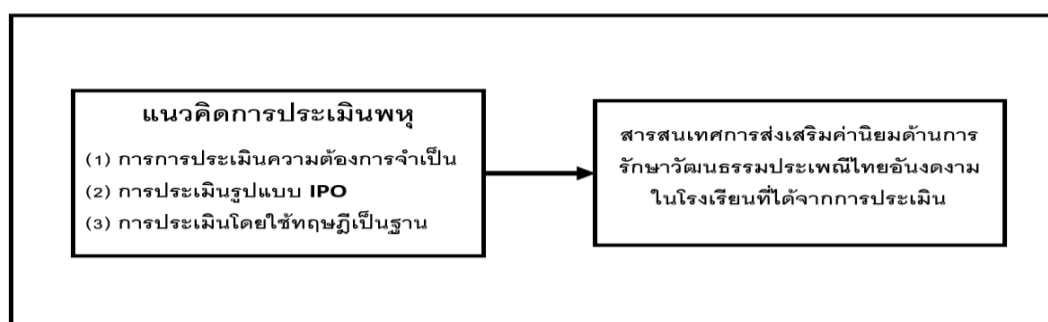 แนวคิดการประเมินพหุ
(1) การการประเมินความต้องการจำเป็น
(2) การประเมินรูปแบบ IPO
(3) การประเมินโดยใช้ทฤษฎีเป็นฐาน
สารสนเทศการส่งเสริมค่านิยมด้านการ
รักษาวัฒนธรรมประเพณีไทยอันงดงาม
ในโรงเรียนที่ได้จากการประเมิน